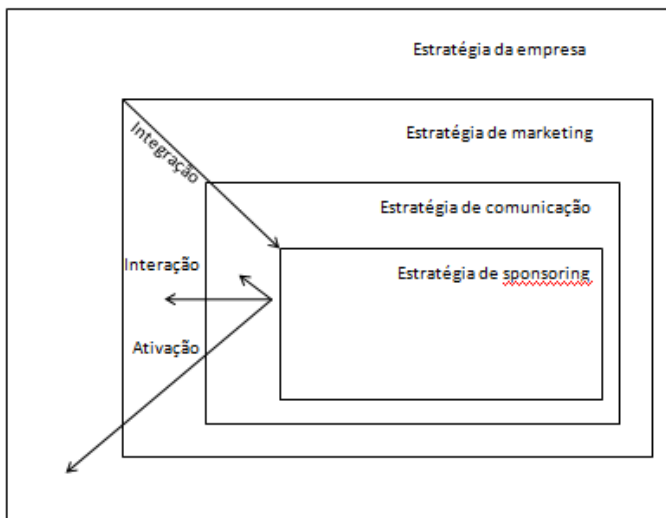 Estratégia da empresa
Estratégia de marketing
Integração
Estratégia de comunicação
Interação
Estratégia de sponsoring
Ativação